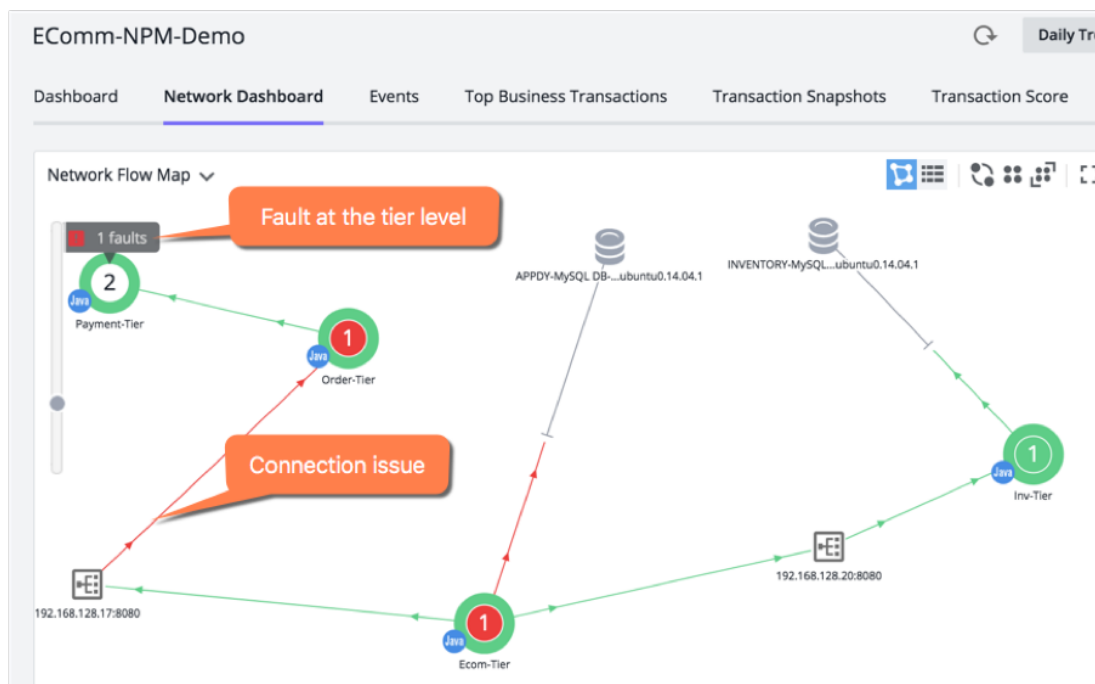 EComm-NPM-Demo
Daily Tre
Dashboard
Network Dashboard
Events
Top Business Transactions
Transaction Snapshots
Transaction Score
Network Flow Map
Fault at the tier level
1 faults
2
Java
Payment-Tier
APPDY-MySQL DB-...ubuntu0.14.04.1
INVENTORY-MySQL...ubuntu0.14.04.1
1
Java
Order-Tier
Connection issue
1
Java
Inv-Tier
192.168.128.20:8080
192.168.128.17:8080
1
Java
Ecom-Tier